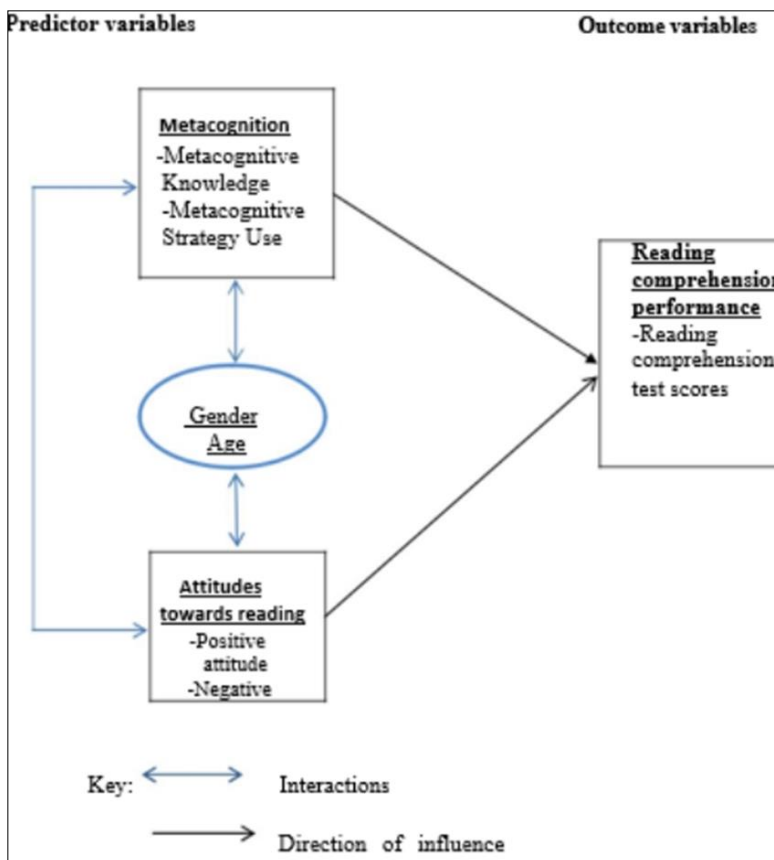 Predictor variables
Outcome variables
Metacognition
-Metacognitive
Knowledge
-Metacognitive
Strategy Use
Reading
comprehension
performance
-Reading
comprehension
test scores
Gender
Age
Attitudes
towards reading
-Positive
attitude
-Negative
Key:
Interactions
Direction of influence